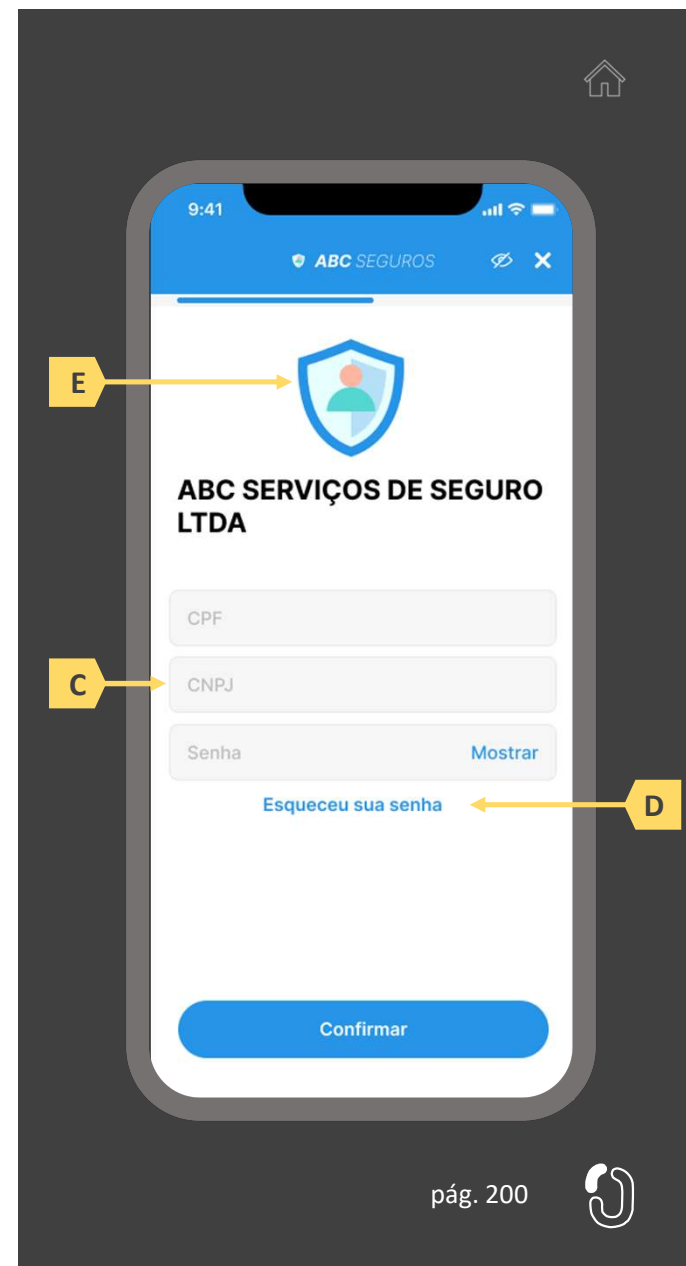 9:41
ABC SEGUROS
E
ABC SERVIÇOS DE SEGURO
LTDA
CPF
C
CNPJ
Senha
Mostrar
Esqueceu sua senha
D
Confirmar
pág. 200